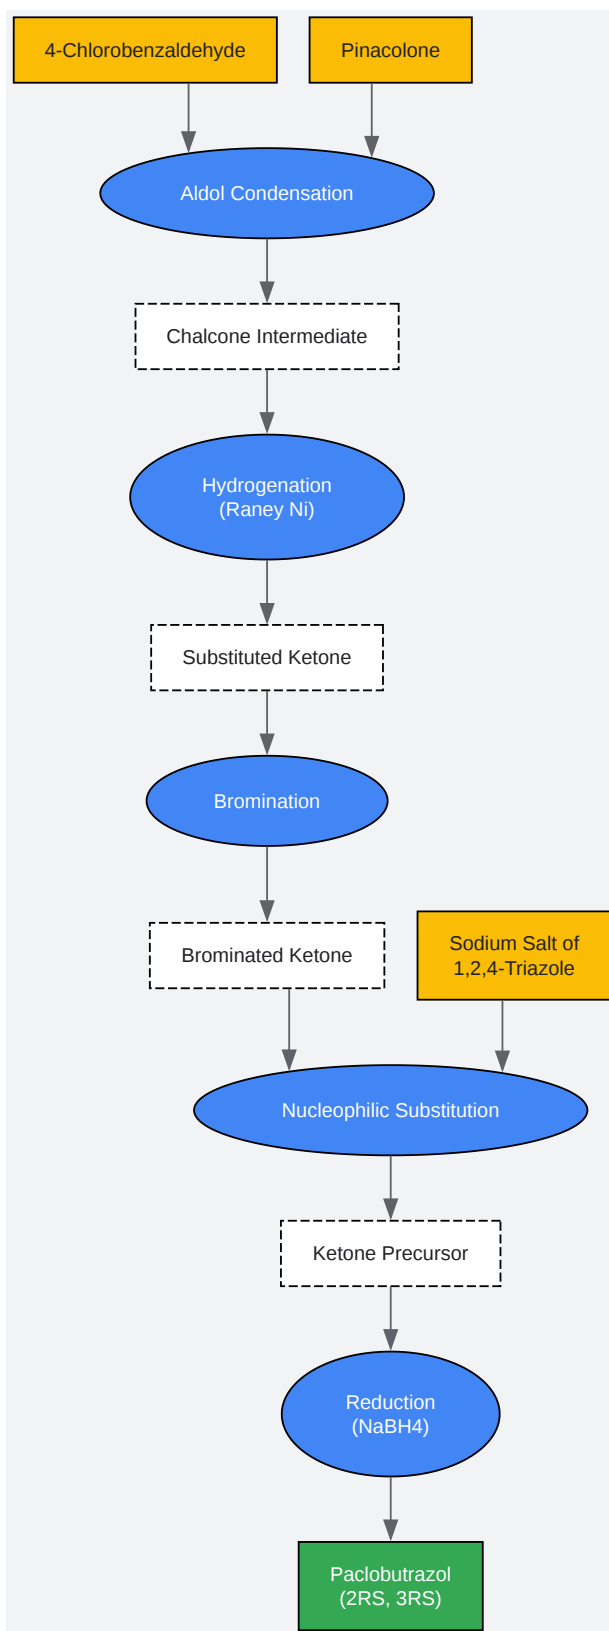 4-Chlorobenzaldehyde
Pinacolone
Aldol Condensation
Chalcone Intermediate
Hydrogenation
(Raney Ni)
Substituted Ketone
Bromination
Brominated Ketone
Sodium Salt of
1,2,4-Triazole
Nucleophilic Substitution
Ketone Precursor
Reduction
(NaBH4)
Paclobutrazol
(2RS, 3RS)